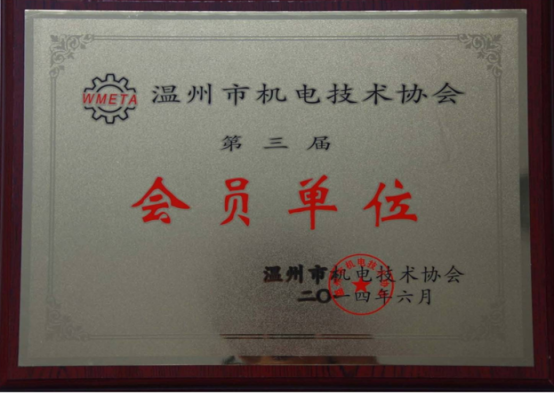 WMETA 温州市机电技术协会
第三届
会员单位
温州市机电技术协会
二〇一四年六月